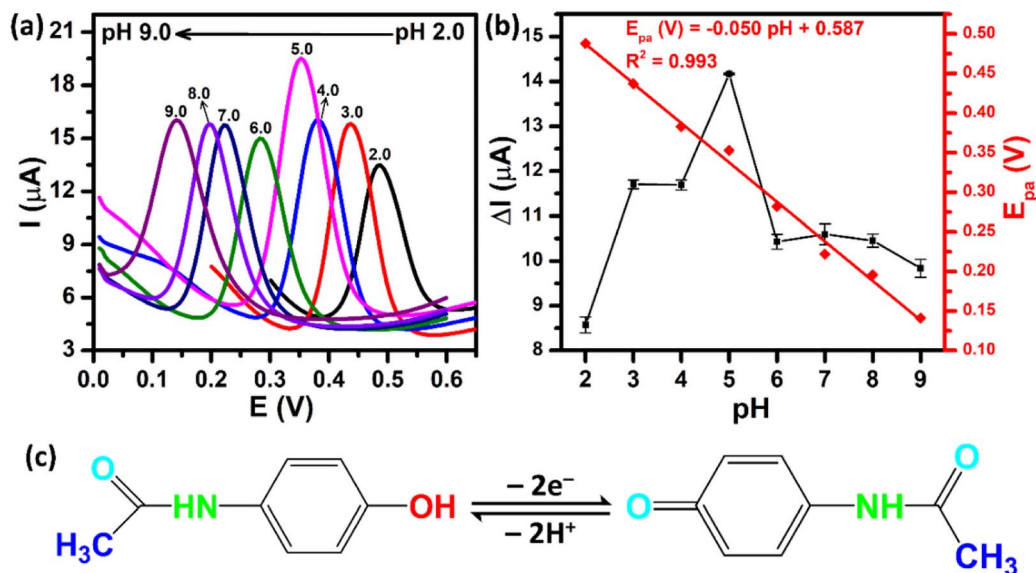 (a)
pH 9.0
pH 2.0
5.0
4.0
3.0
2.0
6.0
7.0
8.0
9.0
21
18
15
12
9
6
3
I (μA)
0.0 0.1 0.2 0.3 0.4 0.5 0.6
E (V)
(b)
E_pa (V) = -0.050 pH + 0.587
R² = 0.993
15
14
13
12
11
10
9
8
ΔI (μA)
0.50
0.45
0.40
0.35
0.30
0.25
0.20
0.15
0.10
E_pa (V)
2 3 4 5 6 7 8 9
pH
(c)
O
HN
H₃C
OH
– 2e⁻
– 2H⁺
O
O
NH
CH₃